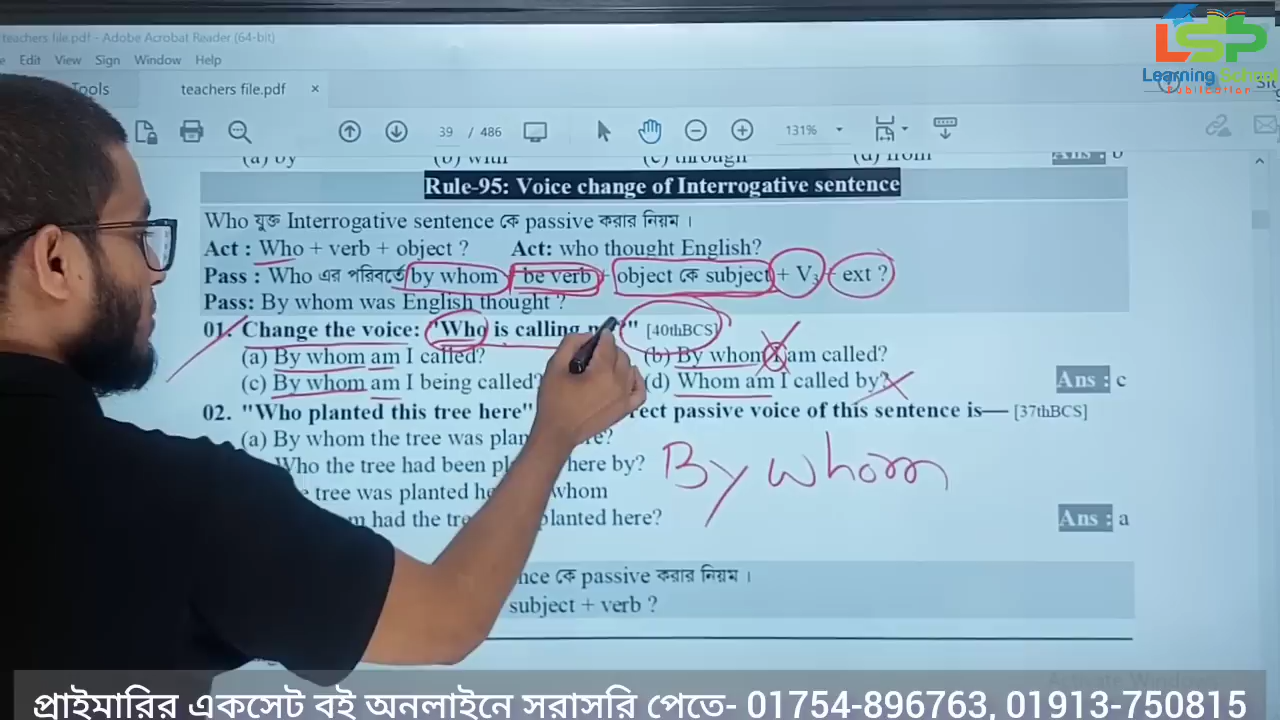 teachers file.pdf - Adobe Acrobat Reader (64-bit)
Edit View Sign Window Help
Tools teachers file.pdf ×
39 / 486 131%
(a) by (b) with (c) through (d) from Ans : b
Rule-95: Voice change of Interrogative sentence
Who যুক্ত Interrogative sentence কে passive করার নিয়ম ।
Act : Who + verb + object ? Act: who thought English?
Pass : Who এর পরিবর্তে by whom + be verb + object কে subject + V3 + ext ?
Pass: By whom was English thought ?
01. Change the voice: "Who is calling " [40thBCS]
(a) By whom am I called? (b) By whom I am called?
(c) By whom am I being called? (d) Whom am I called by? Ans : c
02. "Who planted this tree here" passive voice of this sentence is— [37thBCS]
(a) By whom the tree was
Who the tree had been here by?
tree was planted whom
had the planted here? Ans : a
By whom
কে passive করার নিয়ম ।
subject + verb ?
LSP
Learning School
Publication
প্রাইমারির একসেট বই অনলাইনে সরাসরি পেতে- 01754-896763, 01913-750815